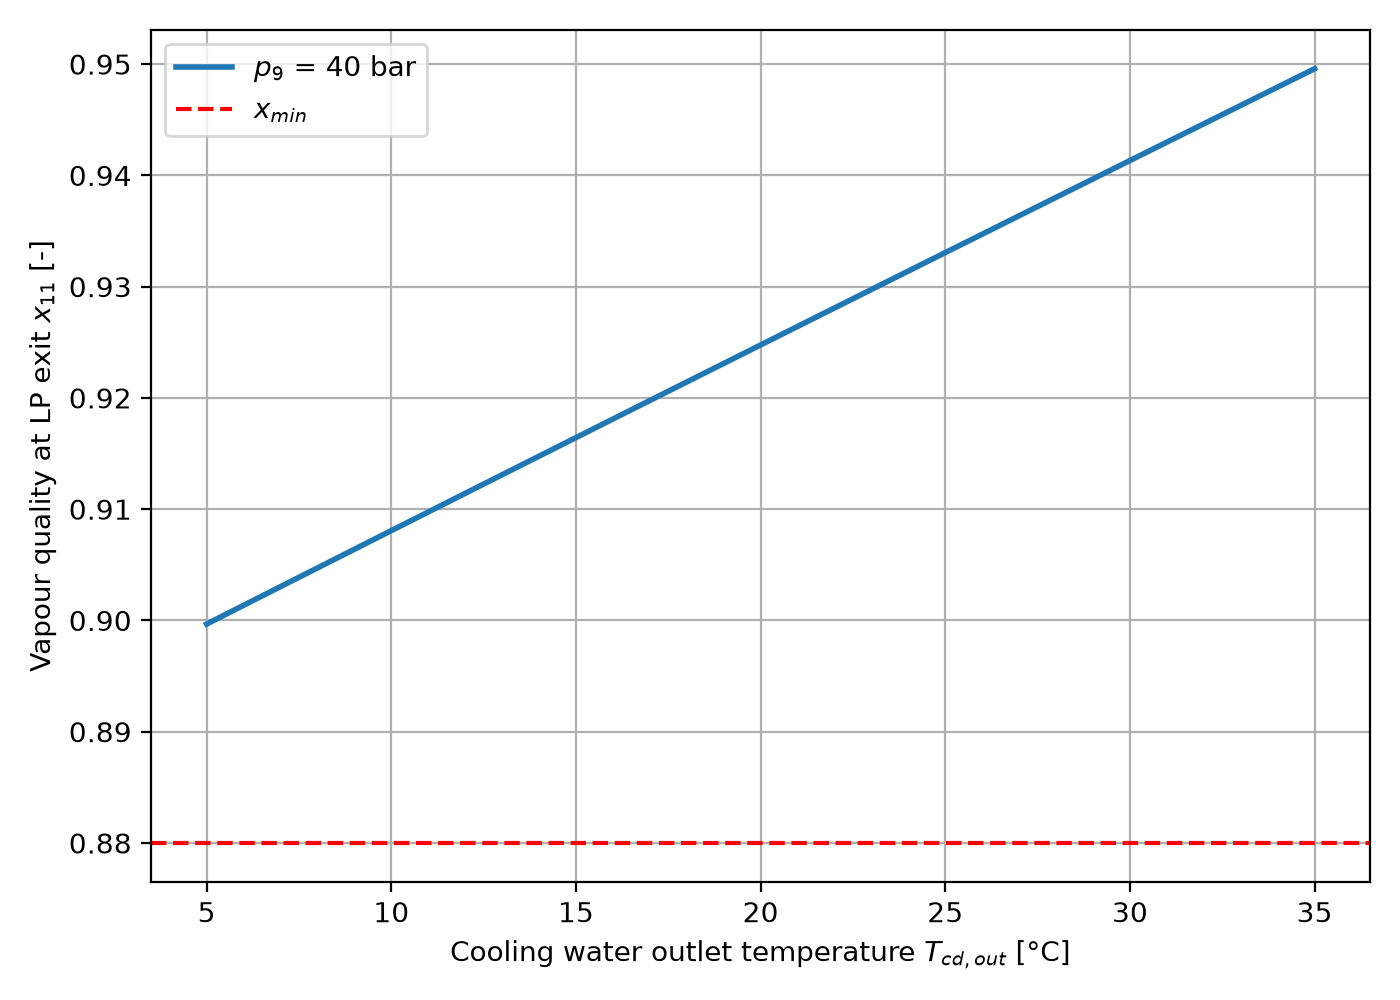 p₉ = 40 bar
x_min
0.95
0.94
0.93
0.92
0.91
0.90
0.89
0.88
Vapour quality at LP exit x₁₁ [-]
5 10 15 20 25 30 35
Cooling water outlet temperature T_cd,out [°C]